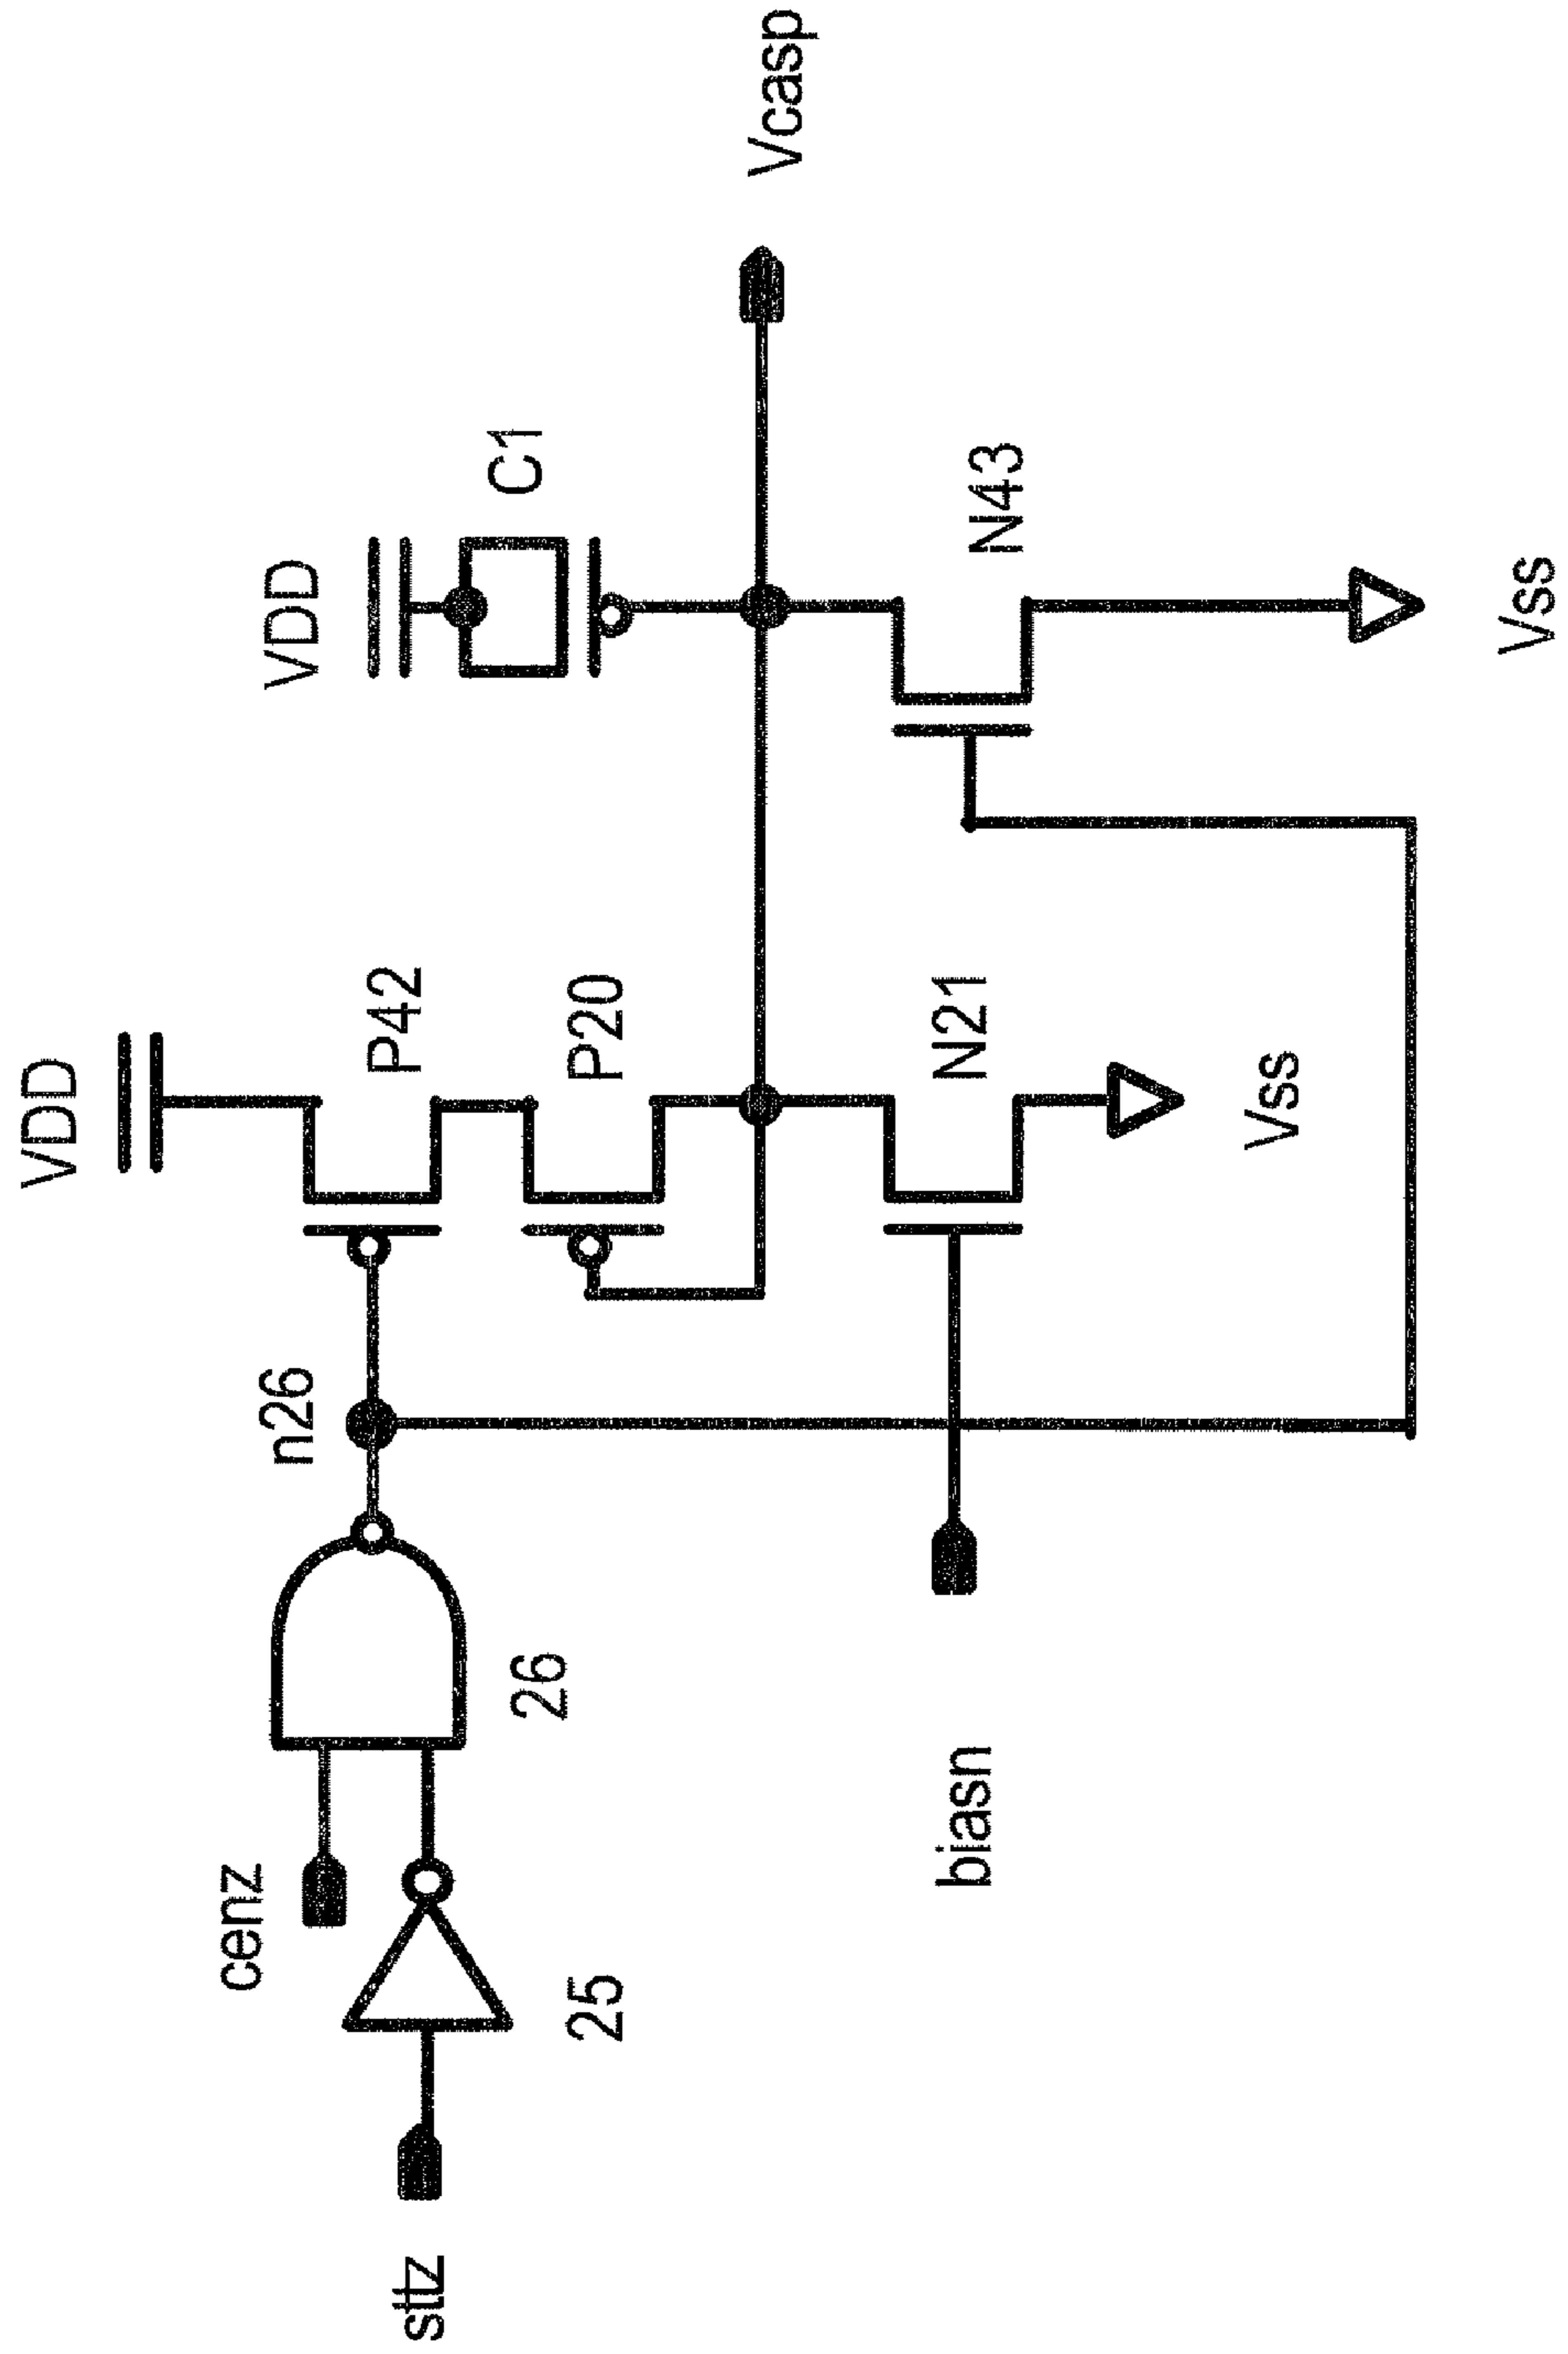 VDD
VDD
cenz
n26
P42
C1
Vcasp
sttz
25
26
P20
biasn
N21
N43
Vss
Vss